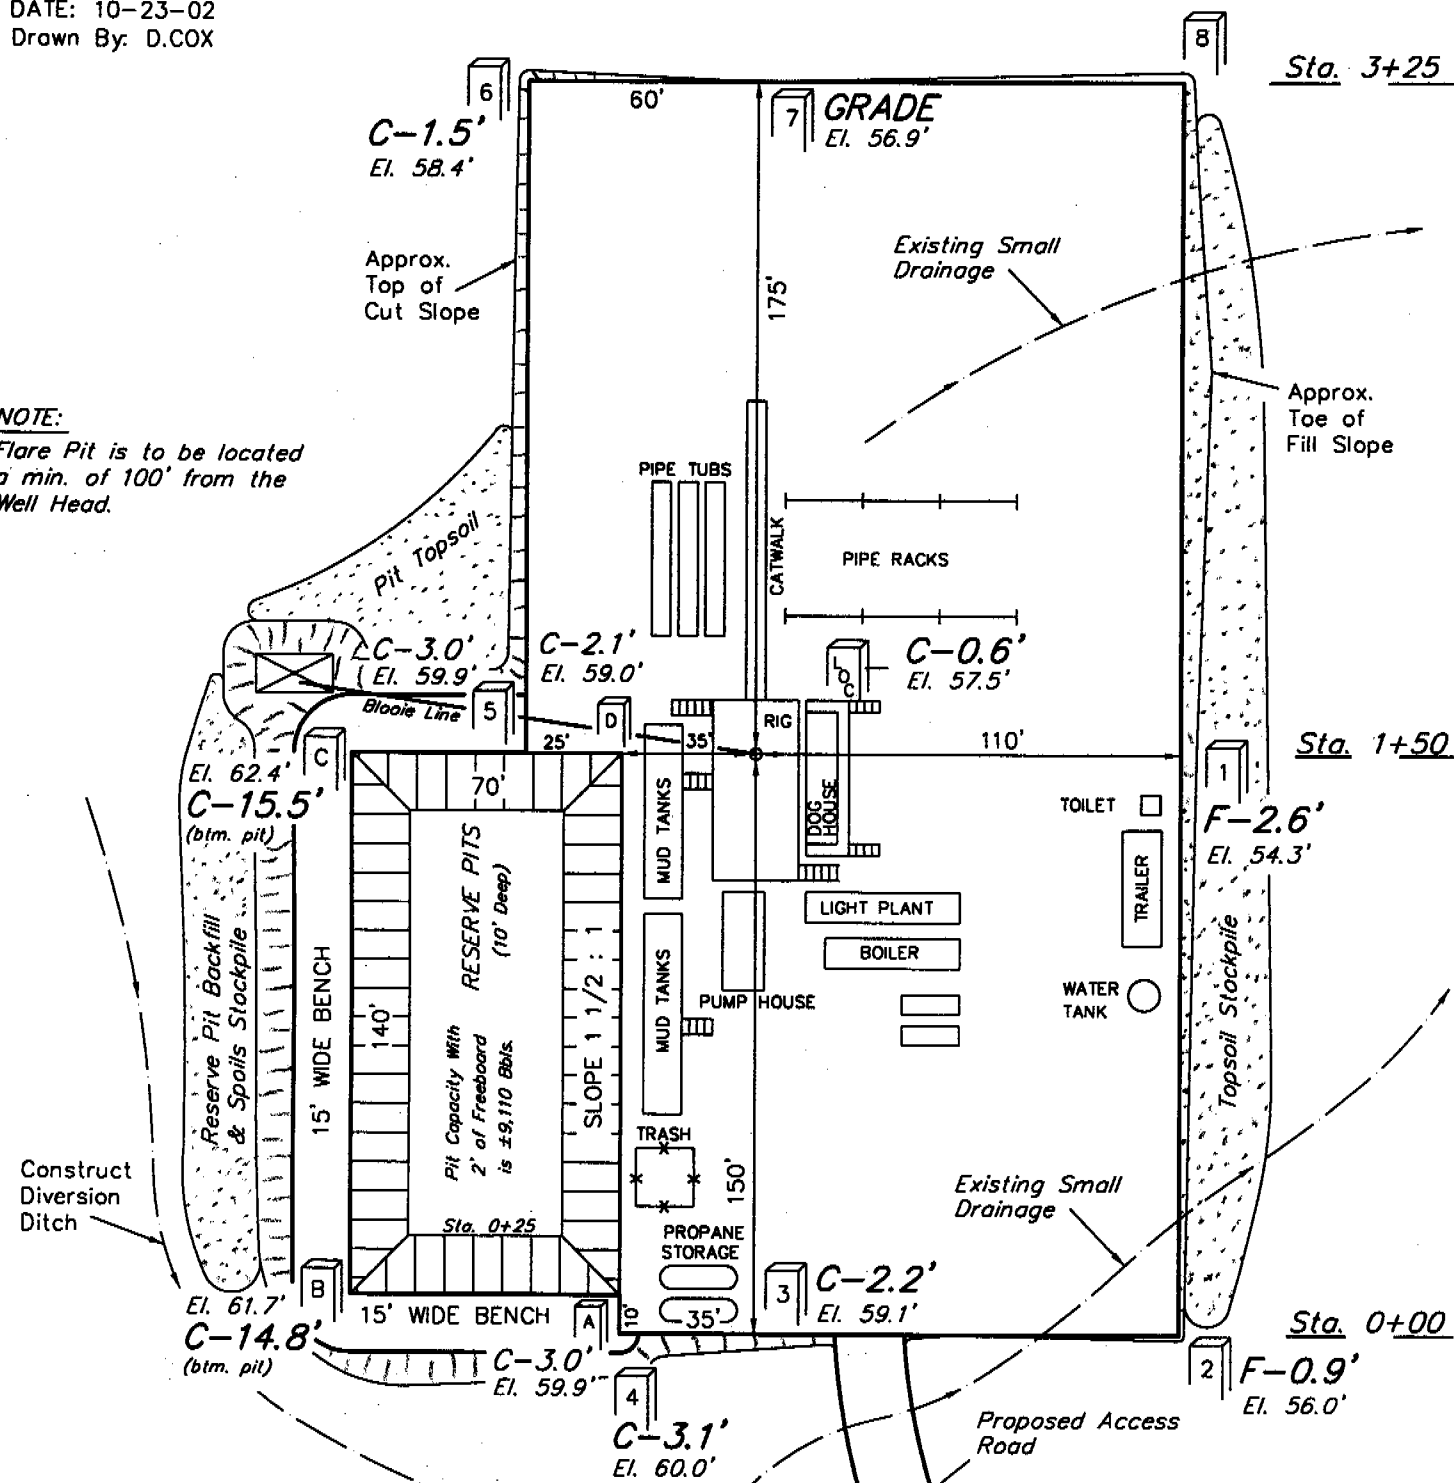 DATE: 10-23-02
Drawn By: D.COX
8
Sta. 3+25
6
60'
7
GRADE
El. 56.9'
C-1.5'
El. 58.4'
Approx.
Top of
Cut Slope
175'
Existing Small
Drainage
Approx.
Toe of
Fill Slope
NOTE:
Flare Pit is to be located
a min. of 100' from the
Well Head.
Pit Topsoil
PIPE TUBS
CATWALK
PIPE RACKS
C-3.0'
El. 59.9'
C-2.1'
El. 59.0'
LOC
C-0.6'
El. 57.5'
Blooie Line
5
D
RIG
25'
35'
110'
Sta. 1+50
C
El. 62.4'
C-15.5'
(btm. pit)
70'
MUD TANKS
DOG
HOUSE
TOILET
1
F-2.6'
El. 54.3'
TRAILER
RESERVE PITS
(10' Deep)
LIGHT PLANT
BOILER
PUMP HOUSE
WATER
TANK
Topsoil Stockpile
Reserve Pit Backfill
& Spoils Stockpile
15' WIDE BENCH
140'
Pit Capacity With
2' of Freeboard
is ±9,110 Bbls.
SLOPE 1 1/2 : 1
MUD TANKS
TRASH
150'
Construct
Diversion
Ditch
Sta. 0+25
PROPANE
STORAGE
Existing Small
Drainage
B
El. 61.7'
C-14.8'
(btm. pit)
15' WIDE BENCH
A
10'
35'
3
C-2.2'
El. 59.1'
Sta. 0+00
C-3.0'
El. 59.9'
4
C-3.1'
El. 60.0'
2
F-0.9'
El. 56.0'
Proposed Access
Road